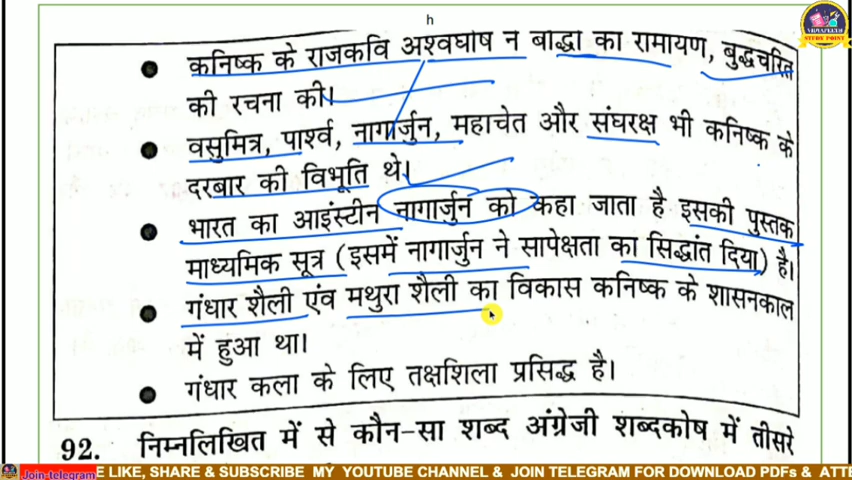 h
कनिष्क के राजकवि अश्वघोष न बौद्धा का रामायण, बुद्धचरित
की रचना की।
वसुमित्र, पार्श्व, नागार्जुन, महाचेत और संघरक्ष भी कनिष्क के
दरबार की विभूति थे।
भारत का आइंस्टीन नागार्जुन को कहा जाता है इसकी पुस्तक
माध्यमिक सूत्र (इसमें नागार्जुन ने सापेक्षता का सिद्धांत दिया) है।
गंधार शैली एंव मथुरा शैली का विकास कनिष्क के शासनकाल
में हुआ था।
गंधार कला के लिए तक्षशिला प्रसिद्ध है।
92. निम्नलिखित में से कौन-सा शब्द अंग्रेजी शब्दकोष में तीसरे
Join-telegram E LIKE, SHARE & SUBSCRIBE MY YOUTUBE CHANNEL & JOIN TELEGRAM FOR DOWNLOAD PDFs & ATTE
STUDY POINT